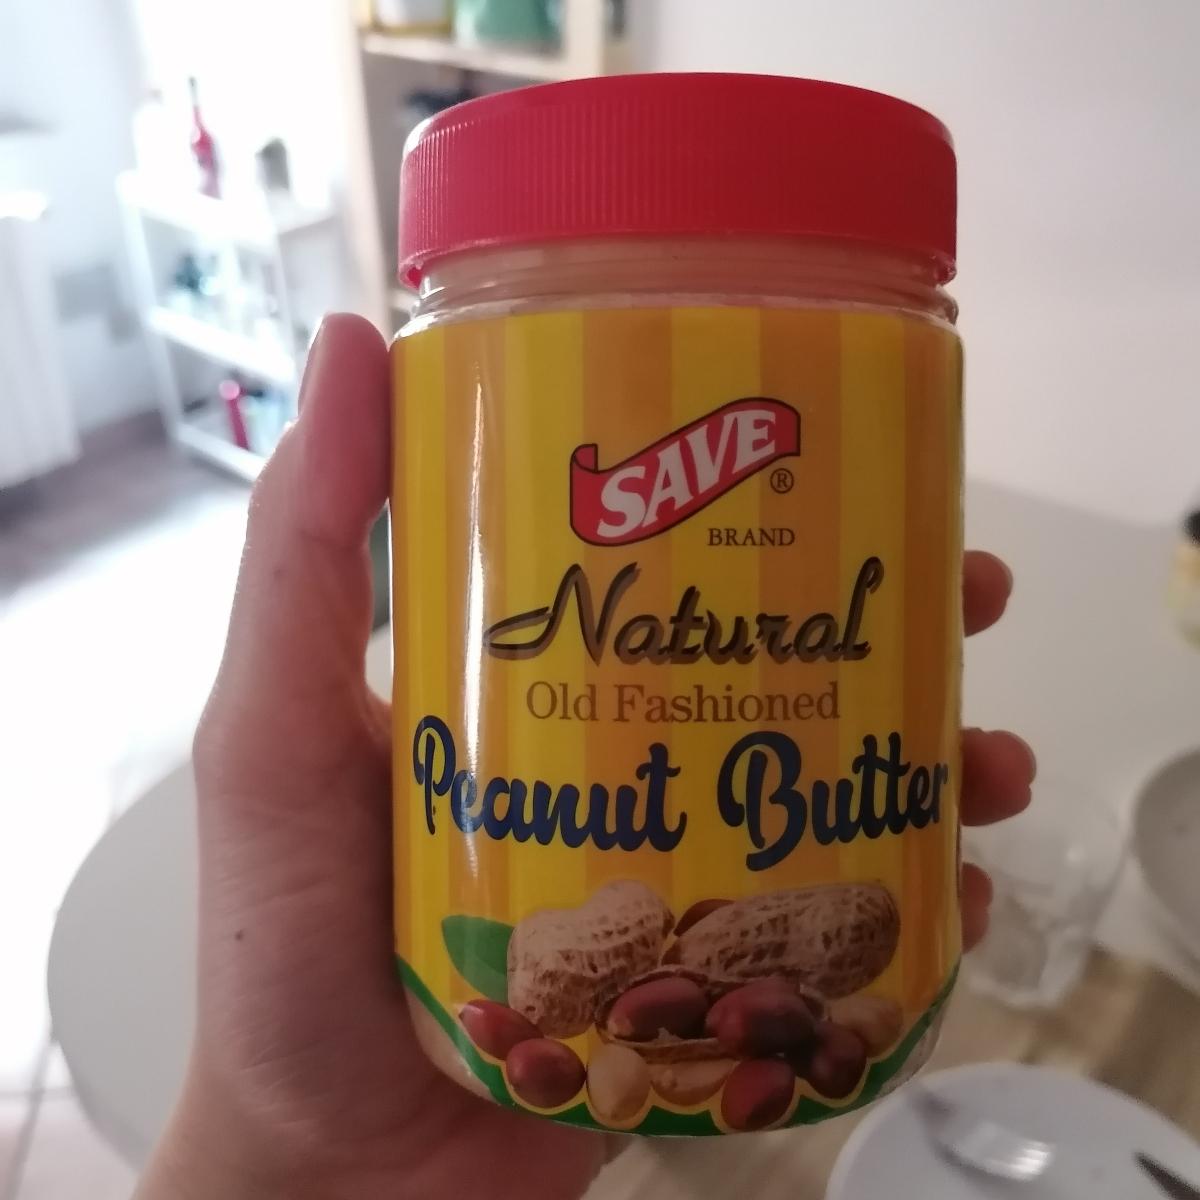 SAVE ®
BRAND
Natural
Old Fashioned
Peanut Butter